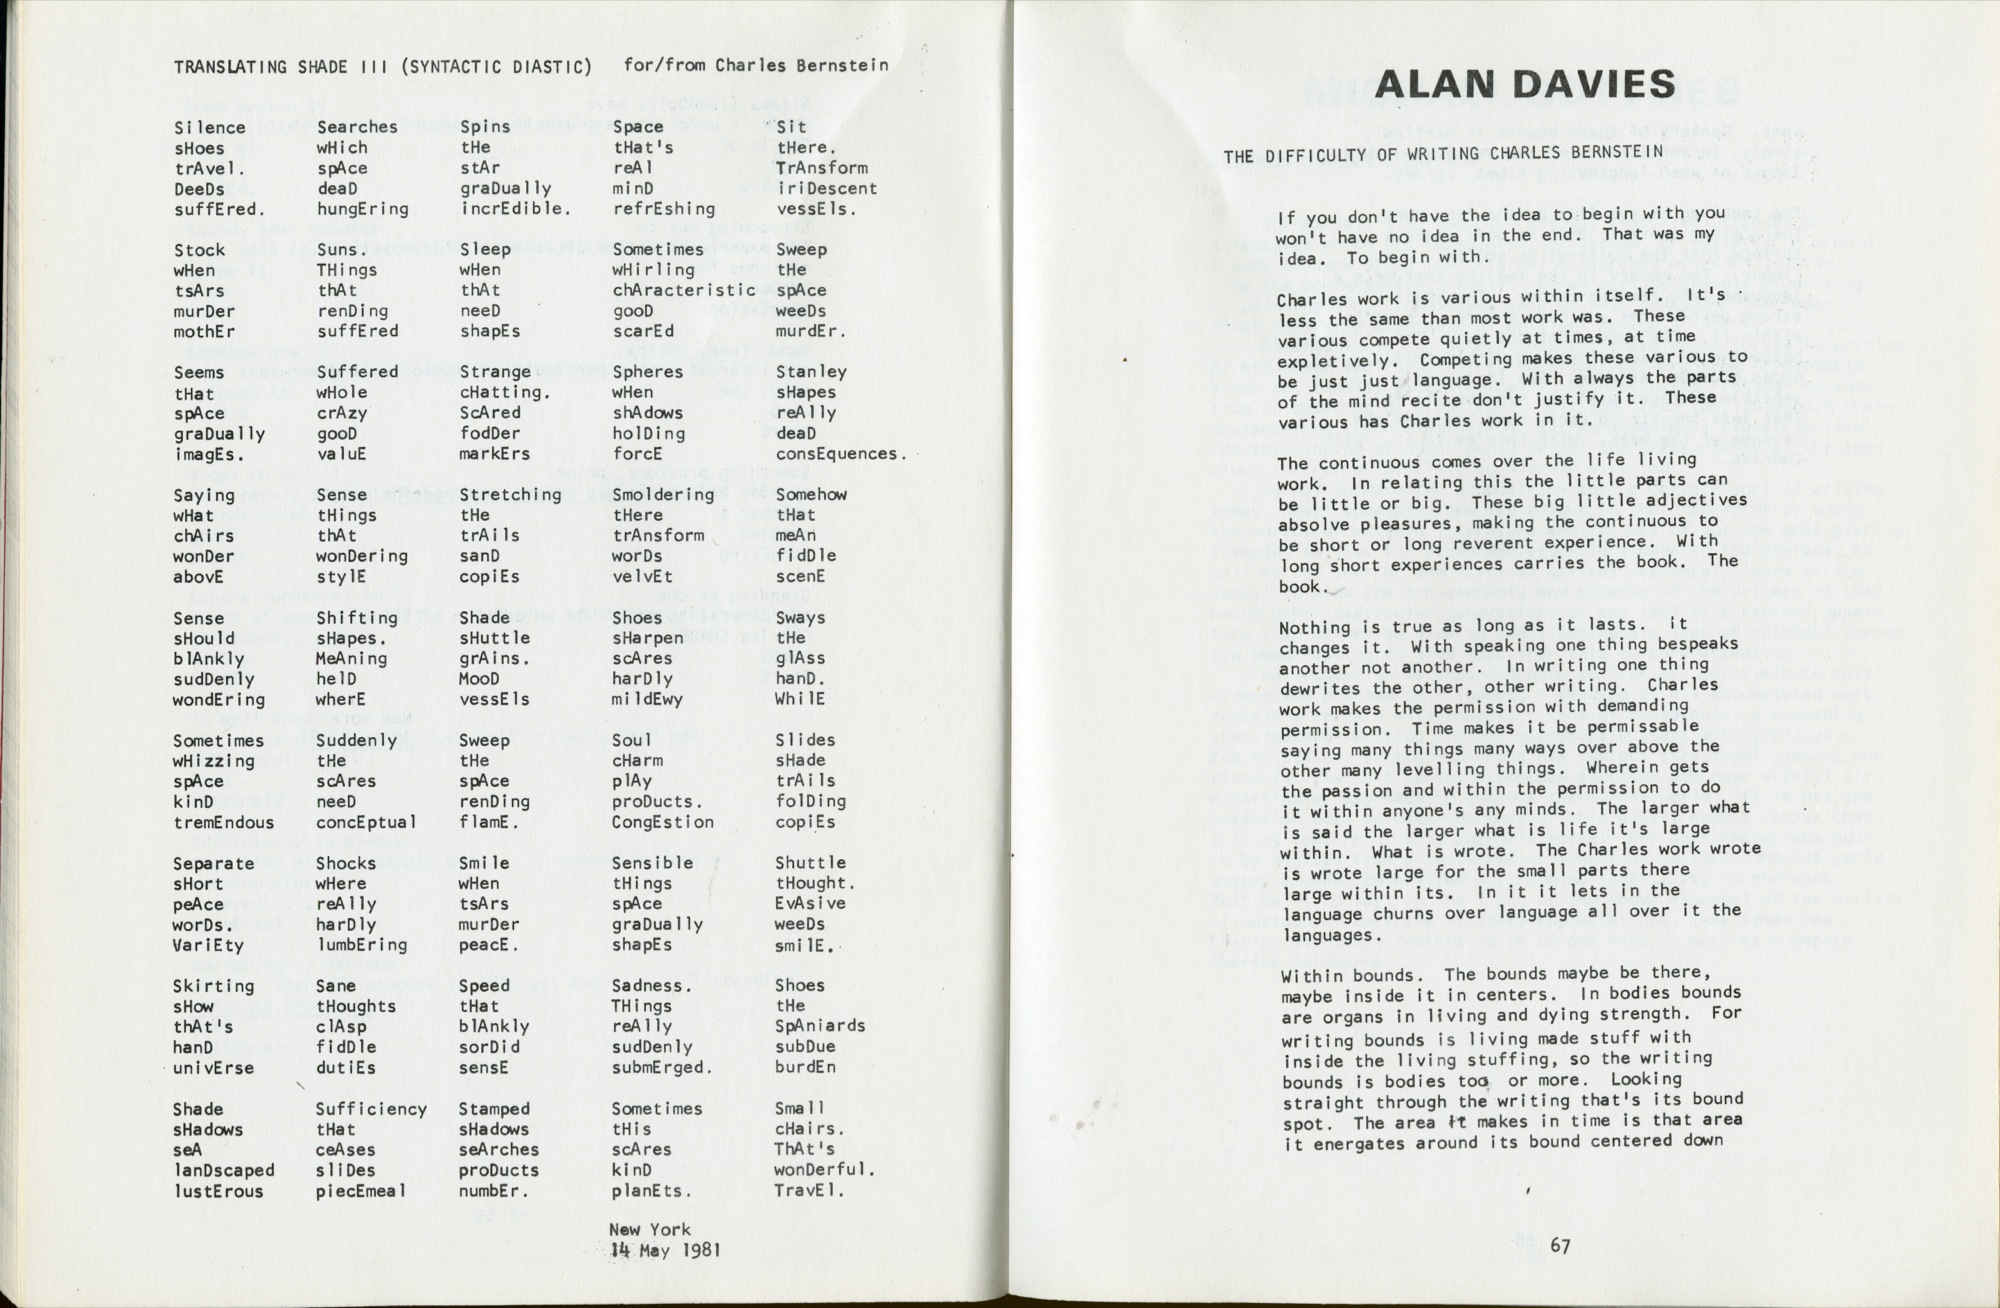 TRANSLATING SHADE III (SYNTACTIC DIASTIC) for/from Charles Bernstein
Silence Searches Spins Space Sit
sHoes wHich tHe tHat's tHere.
trAvel. spAce stAr reAl TrAnsform
DeeDs deaD graDually minD iriDescent
suffEred. hungEring incrEdible. refrEshing vessEls.
Stock Suns. Sleep Sometimes Sweep
wHen THings wHen wHirling tHe
tsArs thAt thAt chAracteristic spAce
murDer renDing neeD gooD weeDs
mothEr suffEred shapEs scarEd murdEr.
Seems Suffered Strange Spheres Stanley
tHat wHole cHatting. wHen sHapes
spAce crAzy ScAred shAdows reAlly
graDually gooD fodDer holDing deaD
imagEs. valuE markErs forcE consEquences.
Saying Sense Stretching Smoldering Somehow
wHat tHings tHe tHere tHat
chAirs thAt trAils trAnsform meAn
wonDer wonDering sanD worDs fidDle
abovE stylE copiEs velvEt scenE
Sense Shifting Shade Shoes Sways
sHould sHapes. sHuttle sHarpen tHe
blAnkly MeAning grAins. scAres glAss
sudDenly helD MooD harDly hanD.
wondEring wherE vessEls mildEwy WhilE
Sometimes Suddenly Sweep Soul Slides
wHizzing tHe tHe cHarm sHade
spAce scAres spAce plAy trAils
kinD neeD renDing proDucts. folDing
tremEndous concEptual flamE. CongEstion copiEs
Separate Shocks Smile Sensible Shuttle
sHort wHere wHen tHings tHought.
peAce reAlly tsArs spAce EvAsive
worDs. harDly murDer graDually weeDs
VariEty lumbEring peacE. shapEs smilE.
Skirting Sane Speed Sadness. Shoes
sHow tHoughts tHat THings tHe
thAt's clAsp blAnkly reAlly SpAniards
hanD fidDle sorDid sudDenly subDue
univErse dutiEs sensE submErged. burdEn
Shade Sufficiency Stamped Sometimes Small
sHadows tHat sHadows tHis cHairs.
seA ceAses seArches scAres ThAt's
lanDscaped sliDes proDucts kinD wonDerful.
lustErous piecEmeal numbEr. planEts. TravEl.
New York
14 May 1981
ALAN DAVIES
THE DIFFICULTY OF WRITING CHARLES BERNSTEIN
If you don't have the idea to begin with you
won't have no idea in the end. That was my
idea. To begin with.
Charles work is various within itself. It's
less the same than most work was. These
various compete quietly at times, at time
expletively. Competing makes these various to
be just just language. With always the parts
of the mind recite don't justify it. These
various has Charles work in it.
The continuous comes over the life living
work. In relating this the little parts can
be little or big. These big little adjectives
absolve pleasures, making the continuous to
be short or long reverent experience. With
long short experiences carries the book. The
book.
Nothing is true as long as it lasts. it
changes it. With speaking one thing bespeaks
another not another. In writing one thing
dewrites the other, other writing. Charles
work makes the permission with demanding
permission. Time makes it be permissable
saying many things many ways over above the
other many levelling things. Wherein gets
the passion and within the permission to do
it within anyone's any minds. The larger what
is said the larger what is life it's large
within. What is wrote. The Charles work wrote
is wrote large for the small parts there
large within its. In it it lets in the
language churns over language all over it the
languages.
Within bounds. The bounds maybe be there,
maybe inside it in centers. In bodies bounds
are organs in living and dying strength. For
writing bounds is living made stuff with
inside the living stuffing, so the writing
bounds is bodies too or more. Looking
straight through the writing that's its bound
spot. The area it makes in time is that area
it energates around its bound centered down
67